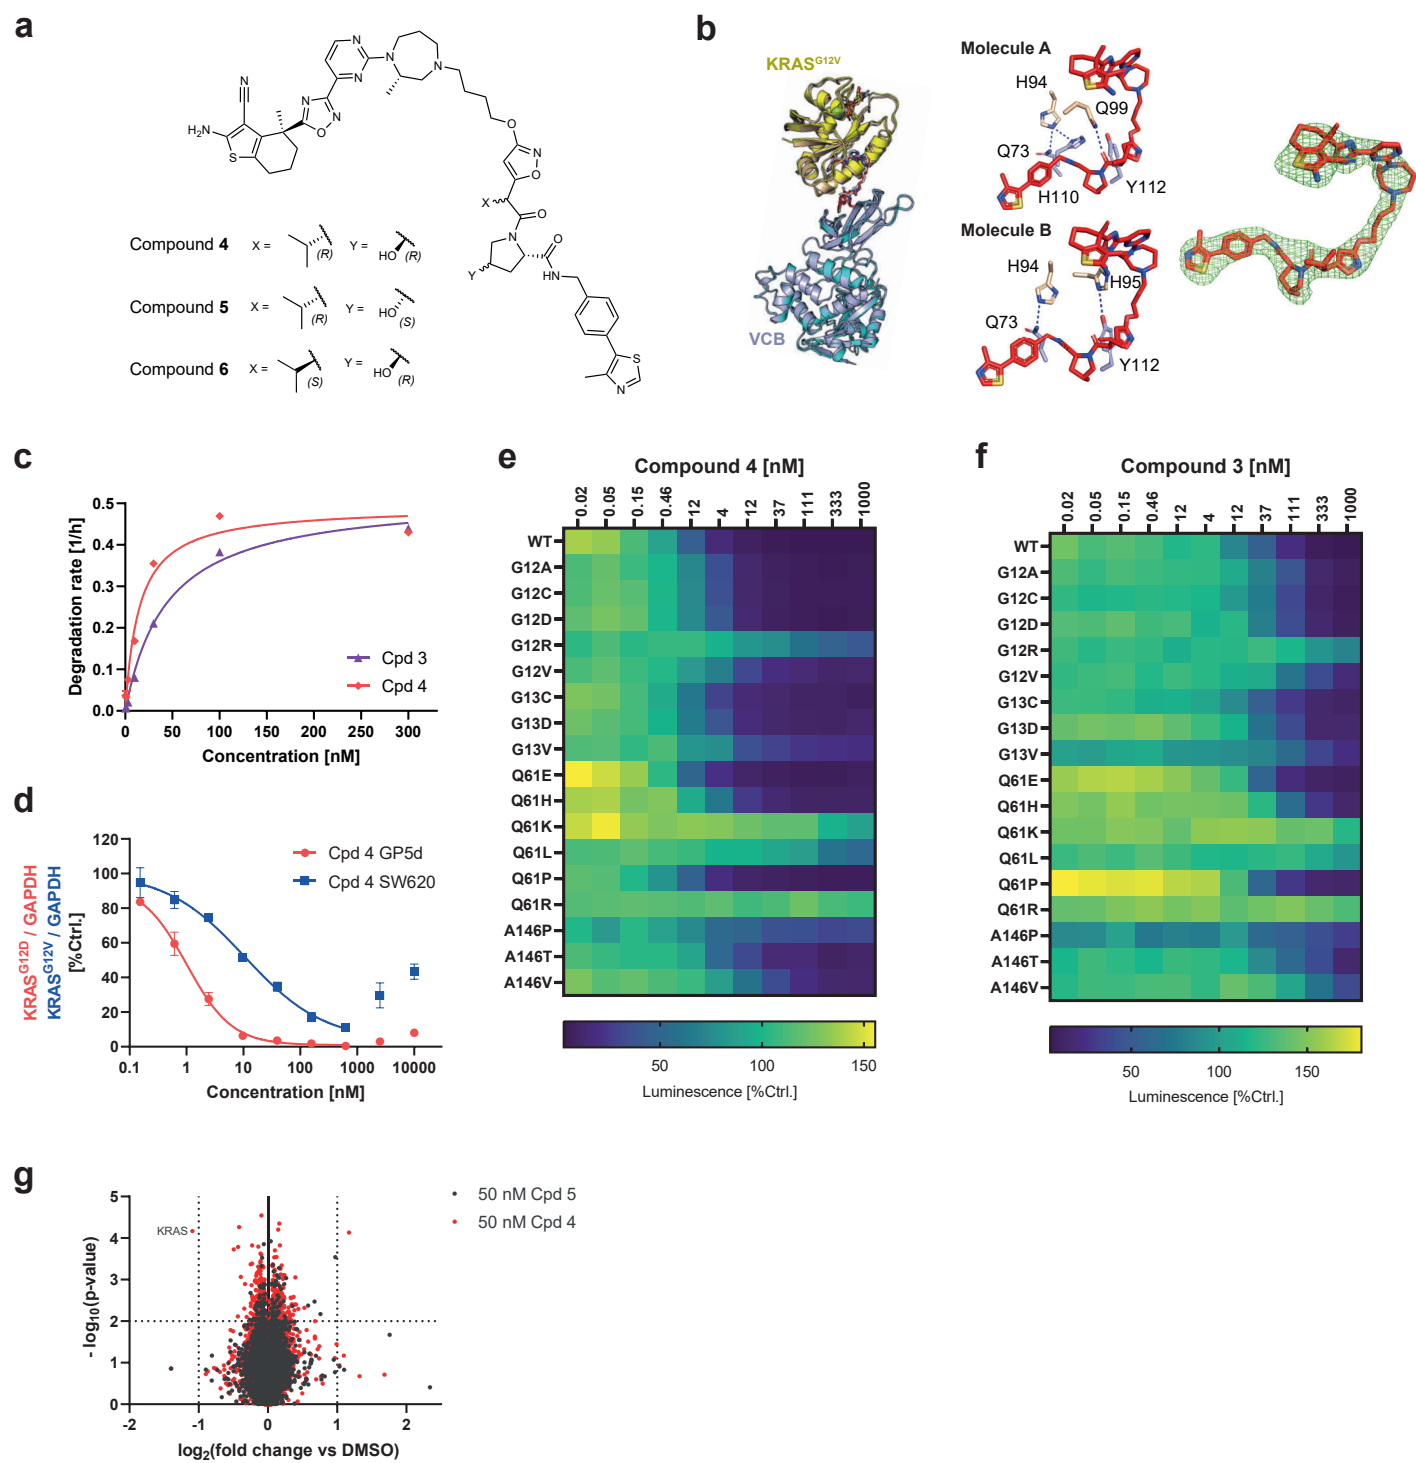 a
N
N
N
N
N
N
N
H₂N
S
N
O
N
O
O
N
X
O
N
O
NH
Y
S
N
Compound 4 X = (R) Y = HO (R)
Compound 5 X = (R) Y = HO (S)
Compound 6 X = (S) Y = HO (R)
b
KRASG12V
VCB
Molecule A
H94
Q99
Q73
H110
Y112
Molecule B
H94
H95
Q73
Y112
c
Degradation rate [1/h]
0.5
0.4
0.3
0.2
0.1
0.0
Cpd 3
Cpd 4
0 50 100 150 200 250 300
Concentration [nM]
d
KRASG12D / GAPDH
KRASG12V / GAPDH
[%Ctrl.]
120
100
80
60
40
20
0
Cpd 4 GP5d
Cpd 4 SW620
0.1 1 10 100 1000 10000
Concentration [nM]
e
Compound 4 [nM]
0.02 0.05 0.15 0.46 12 4 12 37 111 333 1000
WT
G12A
G12C
G12D
G12R
G12V
G13C
G13D
G13V
Q61E
Q61H
Q61K
Q61L
Q61P
Q61R
A146P
A146T
A146V
50 100 150
Luminescence [%Ctrl.]
f
Compound 3 [nM]
0.02 0.05 0.15 0.46 12 4 12 37 111 333 1000
WT
G12A
G12C
G12D
G12R
G12V
G13C
G13D
G13V
Q61E
Q61H
Q61K
Q61L
Q61P
Q61R
A146P
A146T
A146V
50 100 150
Luminescence [%Ctrl.]
g
- log₁₀(p-value)
5
4
3
2
1
0
KRAS
50 nM Cpd 5
50 nM Cpd 4
-2 -1 0 1 2
log₂(fold change vs DMSO)